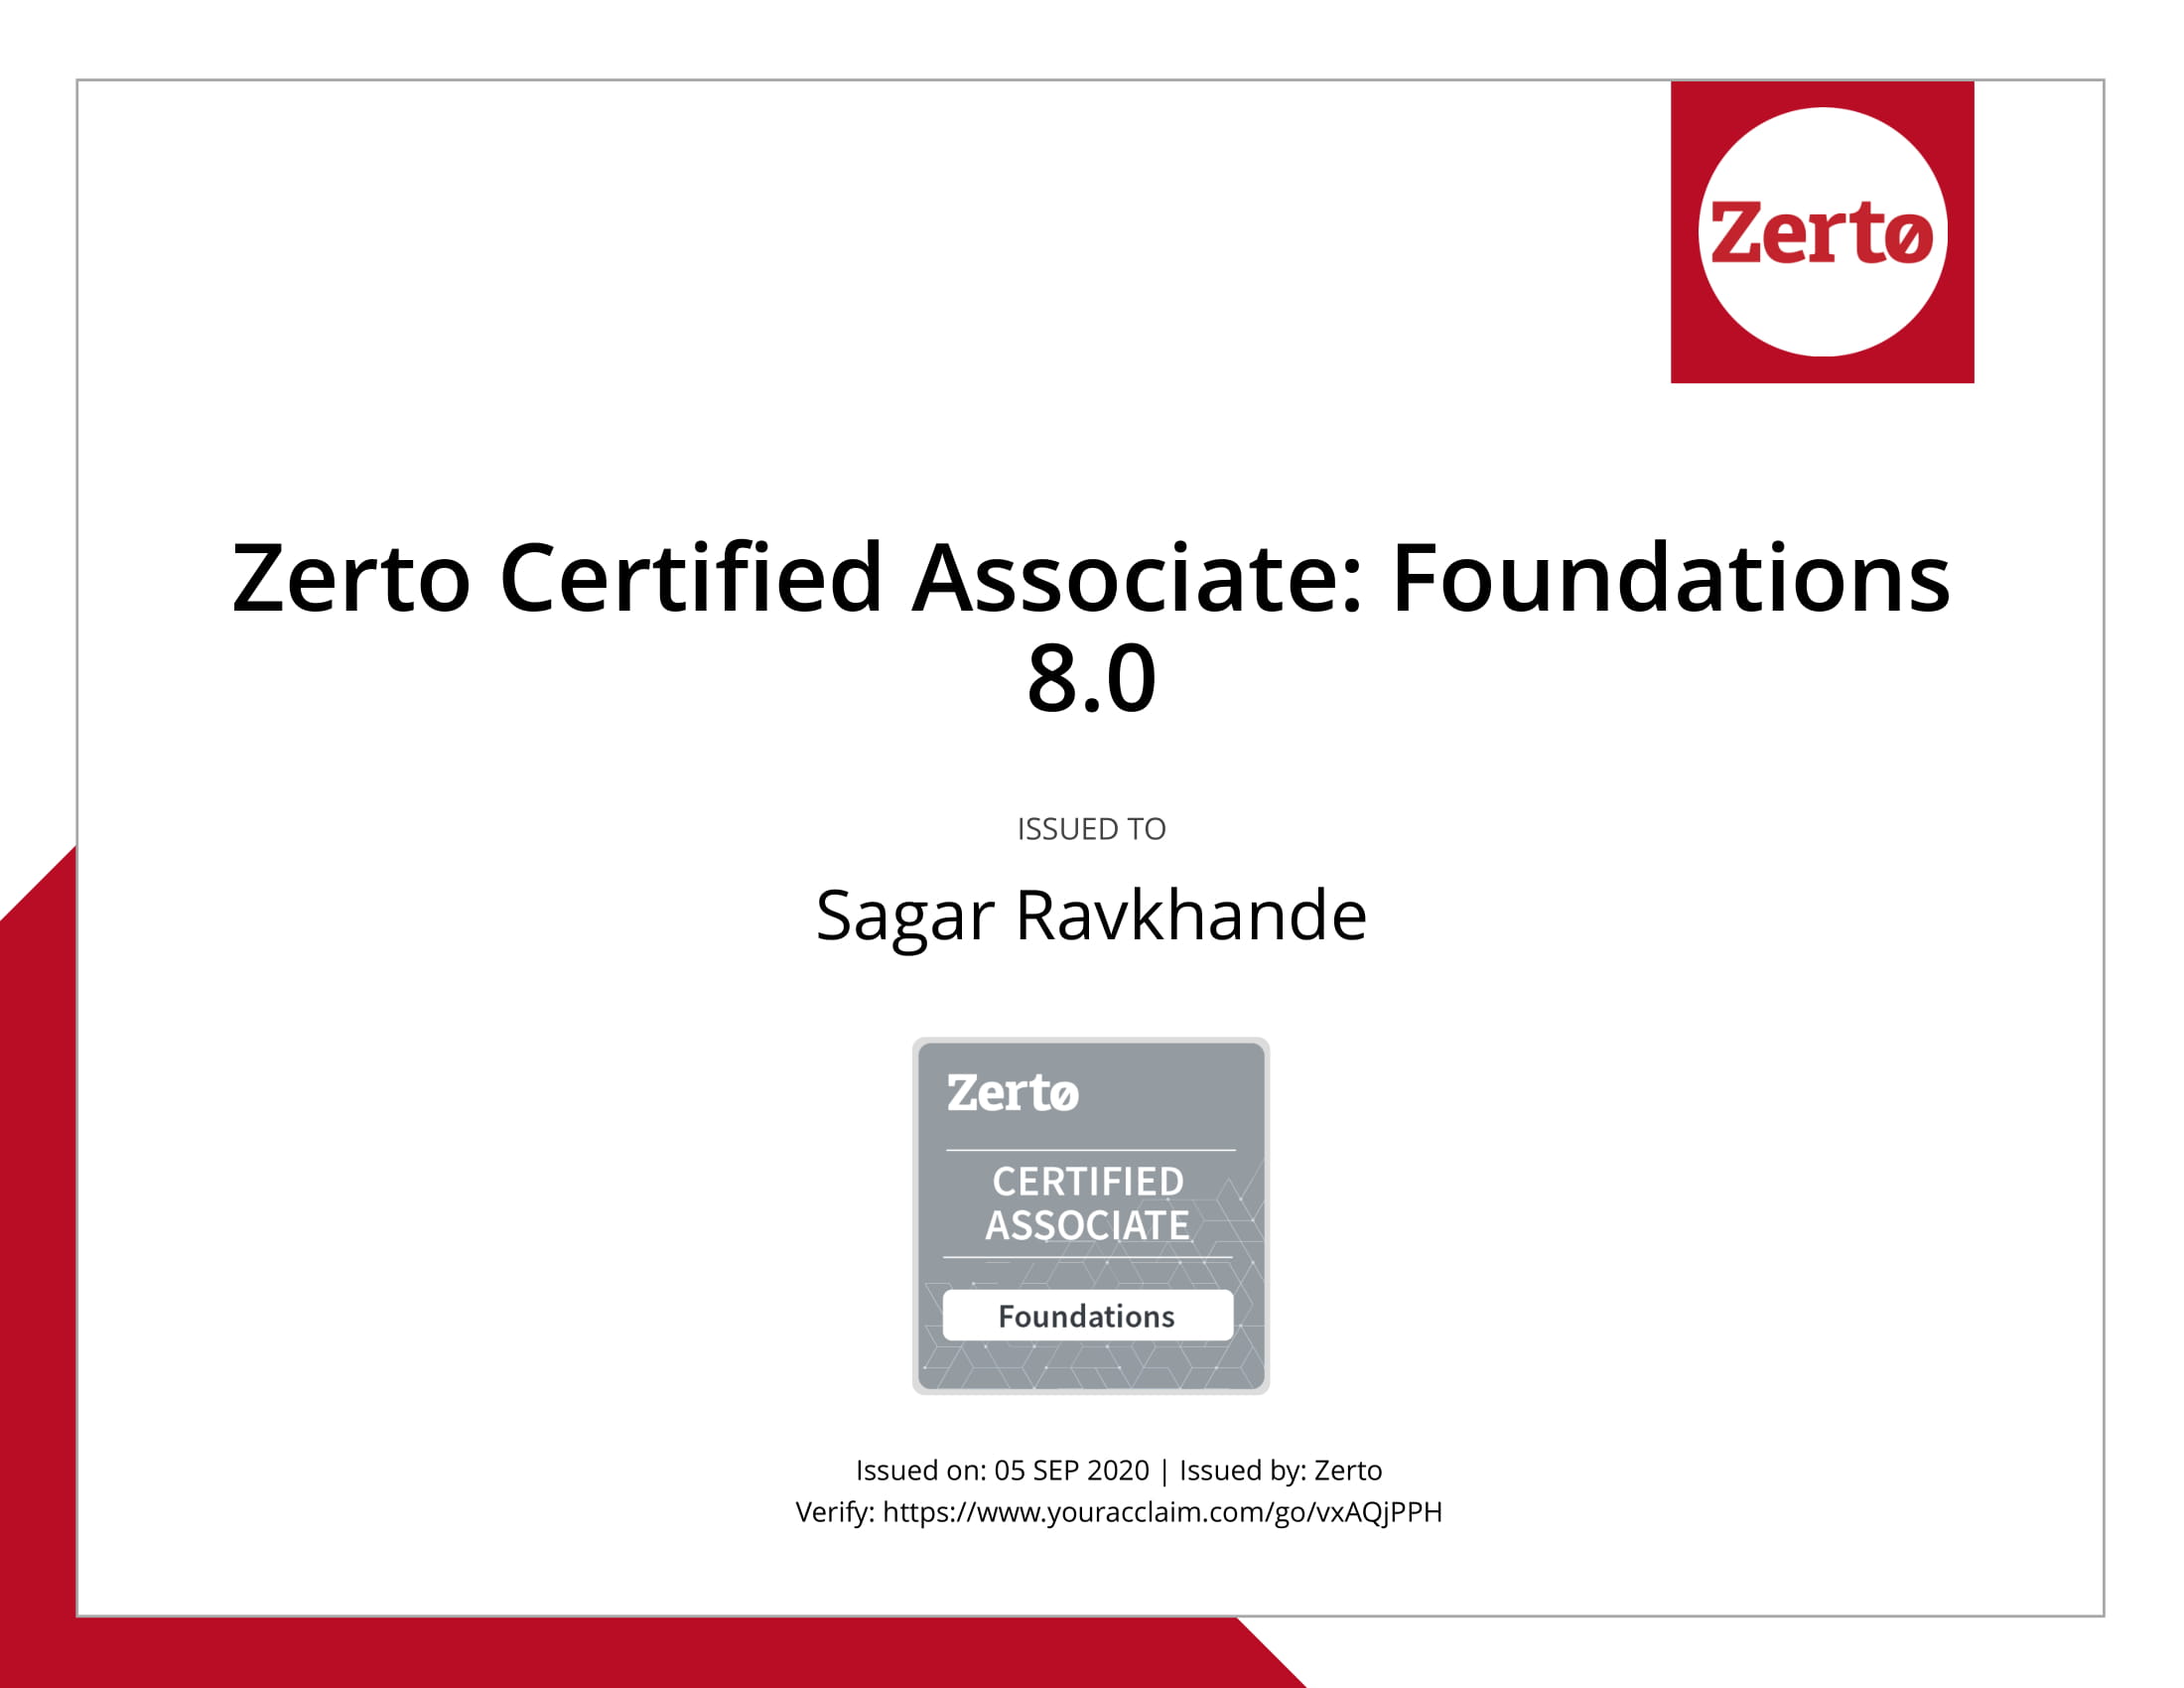 Zertø
Zerto Certified Associate: Foundations
8.0
ISSUED TO
Sagar Ravkhande
Zertø
CERTIFIED
ASSOCIATE
Foundations
Issued on: 05 SEP 2020 | Issued by: Zerto
Verify: https://www.youracclaim.com/go/vxAQjPPH